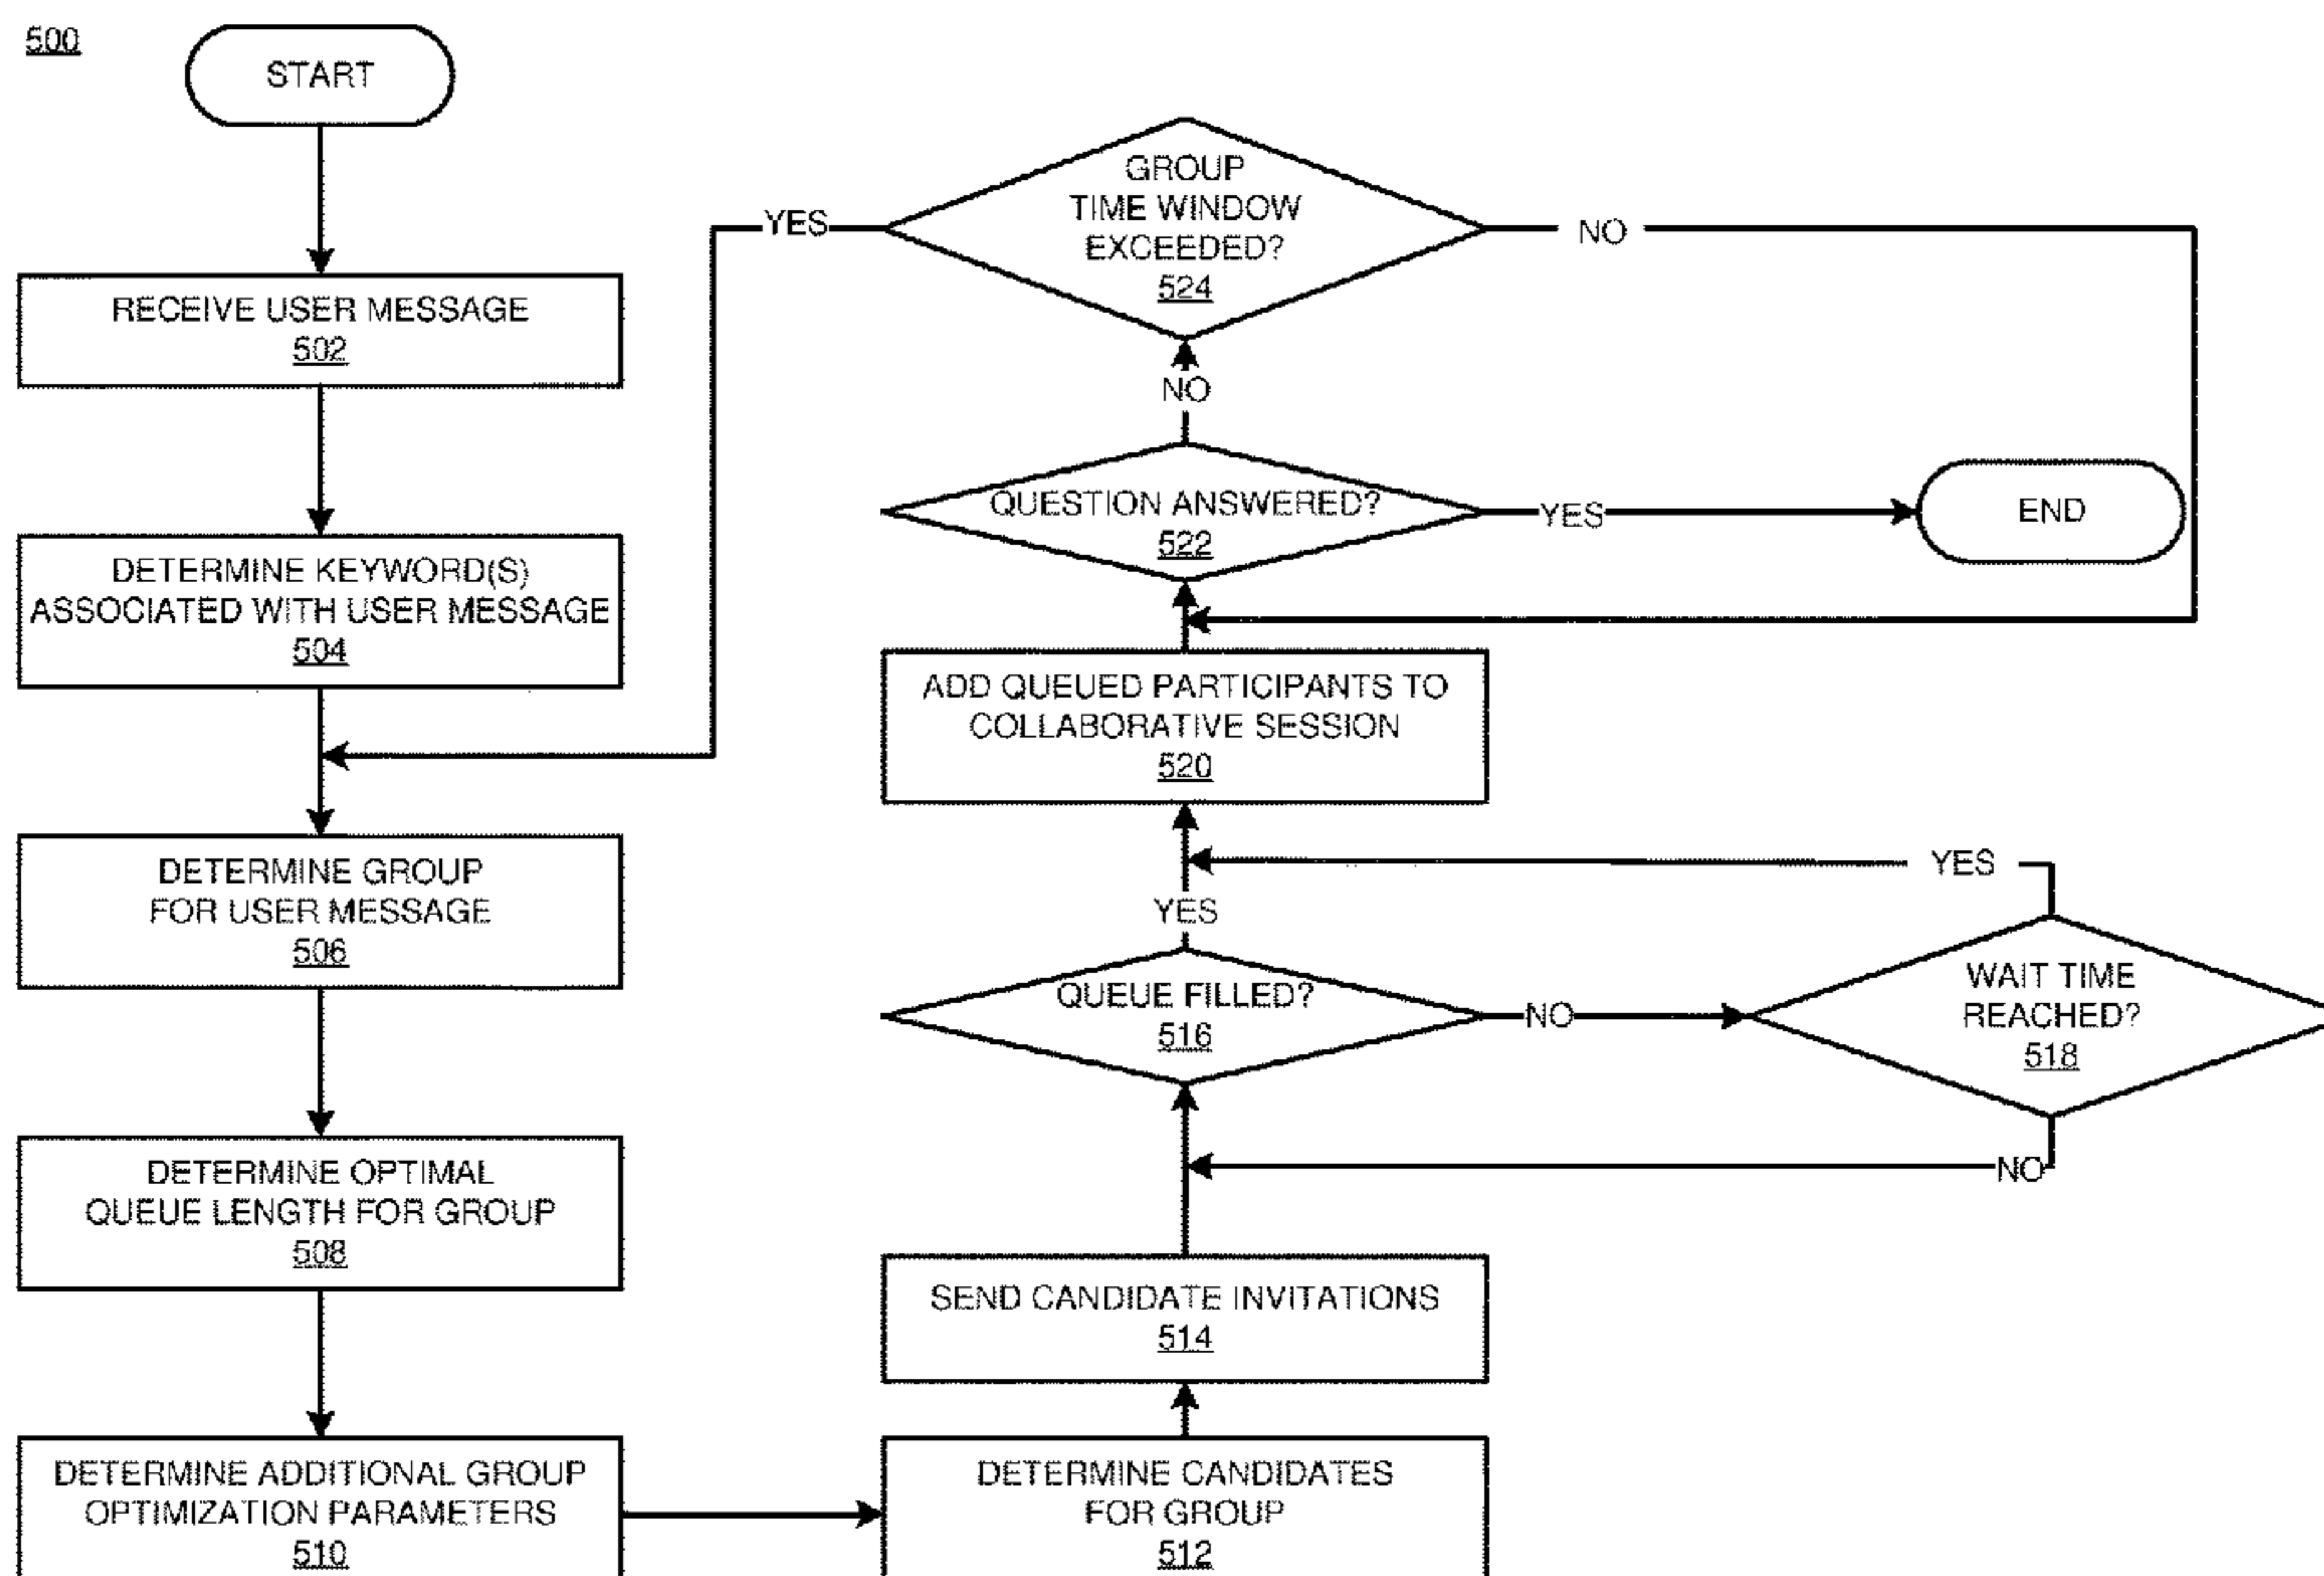 500
START
RECEIVE USER MESSAGE
502
DETERMINE KEYWORD(S)
ASSOCIATED WITH USER MESSAGE
504
DETERMINE GROUP
FOR USER MESSAGE
506
DETERMINE OPTIMAL
QUEUE LENGTH FOR GROUP
508
DETERMINE ADDITIONAL GROUP
OPTIMIZATION PARAMETERS
510
DETERMINE CANDIDATES
FOR GROUP
512
SEND CANDIDATE INVITATIONS
514
QUEUE FILLED?
516
NO
WAIT TIME
REACHED?
518
NO
YES
YES
ADD QUEUED PARTICIPANTS TO
COLLABORATIVE SESSION
520
QUESTION ANSWERED?
522
YES
END
NO
GROUP
TIME WINDOW
EXCEEDED?
524
YES
NO